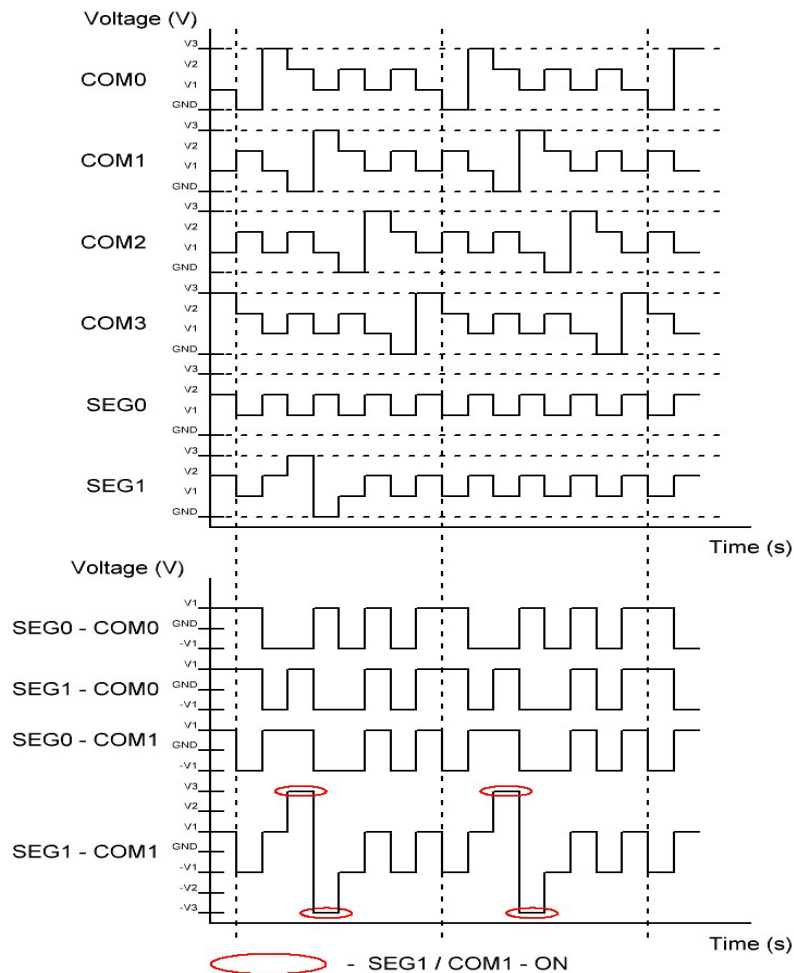 Voltage (V)
V3
V2
V1
GND
COM0
V3
V2
V1
GND
COM1
V3
V2
V1
GND
COM2
V3
V2
V1
GND
COM3
V3
V2
V1
GND
SEG0
V3
V2
V1
GND
SEG1
Time (s)
Voltage (V)
V1
GND
-V1
SEG0 - COM0
V1
GND
-V1
SEG1 - COM0
V1
GND
-V1
SEG0 - COM1
V3
V2
V1
GND
-V1
-V2
-V3
SEG1 - COM1
Time (s)
- SEG1 / COM1 - ON